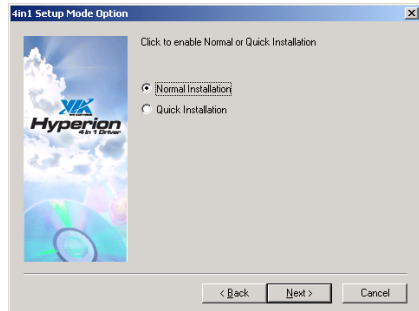 4in1 Setup Mode Option
Click to enable Normal or Quick Installation
Normal Installation
Quick Installation
VIA
Hyperion
4 in 1 Driver
< Back
Next >
Cancel